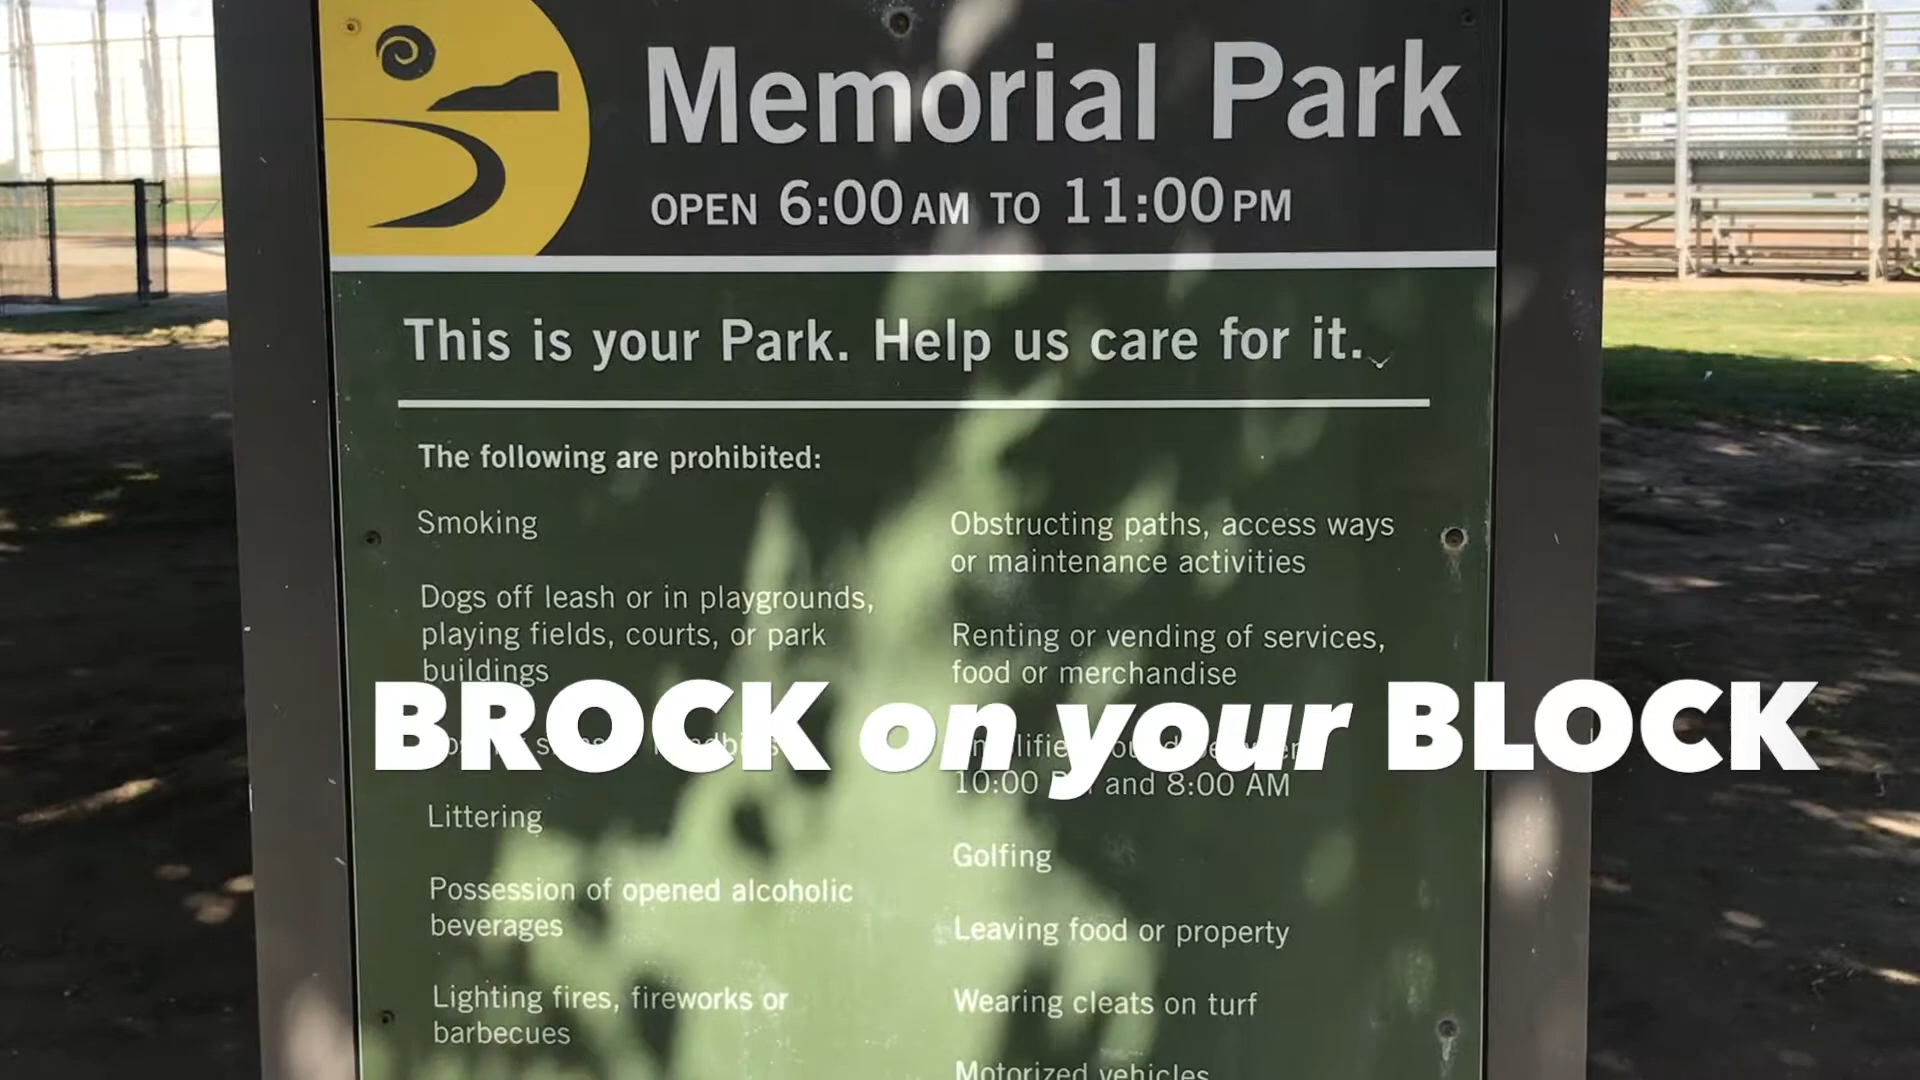 Memorial Park
OPEN 6:00 AM TO 11:00 PM
This is your Park. Help us care for it.
The following are prohibited:
Smoking
Dogs off leash or in playgrounds,
playing fields, courts, or park
buildings
Littering
Possession of opened alcoholic
beverages
Lighting fires, fireworks or
barbecues
Obstructing paths, access ways
or maintenance activities
Renting or vending of services,
food or merchandise
10:00 and 8:00 AM
Golfing
Leaving food or property
Wearing cleats on turf
Motorized vehicles
BROCK on your BLOCK